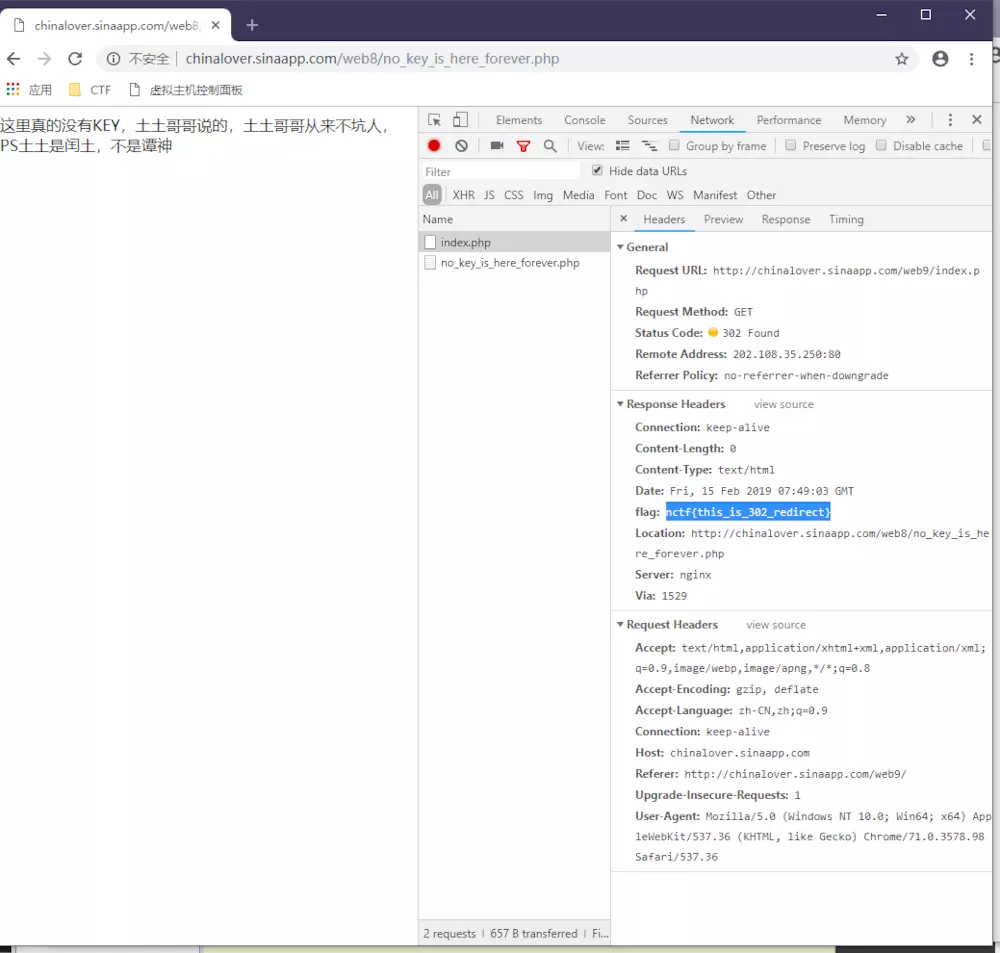 chinalover.sinaapp.com/web8/
不安全 chinalover.sinaapp.com/web8/no_key_is_here_forever.php
应用 CTF 虚拟主机控制面板
这里真的没有KEY，土土哥哥说的，土土哥哥从来不坑人，
PS土土是闰土，不是谭神
Elements Console Sources Network Performance Memory
View: Group by frame Preserve log Disable cache
Filter Hide data URLs
All XHR JS CSS Img Media Font Doc WS Manifest Other
Name
index.php
no_key_is_here_forever.php
2 requests | 657 B transferred | Fi...
Headers Preview Response Timing
General
Request URL: http://chinalover.sinaapp.com/web9/index.p
hp
Request Method: GET
Status Code: 302 Found
Remote Address: 202.108.35.250:80
Referrer Policy: no-referrer-when-downgrade
Response Headers view source
Connection: keep-alive
Content-Length: 0
Content-Type: text/html
Date: Fri, 15 Feb 2019 07:49:03 GMT
flag: nctf{this_is_302_redirect}
Location: http://chinalover.sinaapp.com/web8/no_key_is_he
re_forever.php
Server: nginx
Via: 1529
Request Headers view source
Accept: text/html,application/xhtml+xml,application/xml;
q=0.9,image/webp,image/apng,*/*;q=0.8
Accept-Encoding: gzip, deflate
Accept-Language: zh-CN,zh;q=0.9
Connection: keep-alive
Host: chinalover.sinaapp.com
Referer: http://chinalover.sinaapp.com/web9/
Upgrade-Insecure-Requests: 1
User-Agent: Mozilla/5.0 (Windows NT 10.0; Win64; x64) App
leWebKit/537.36 (KHTML, like Gecko) Chrome/71.0.3578.98
Safari/537.36